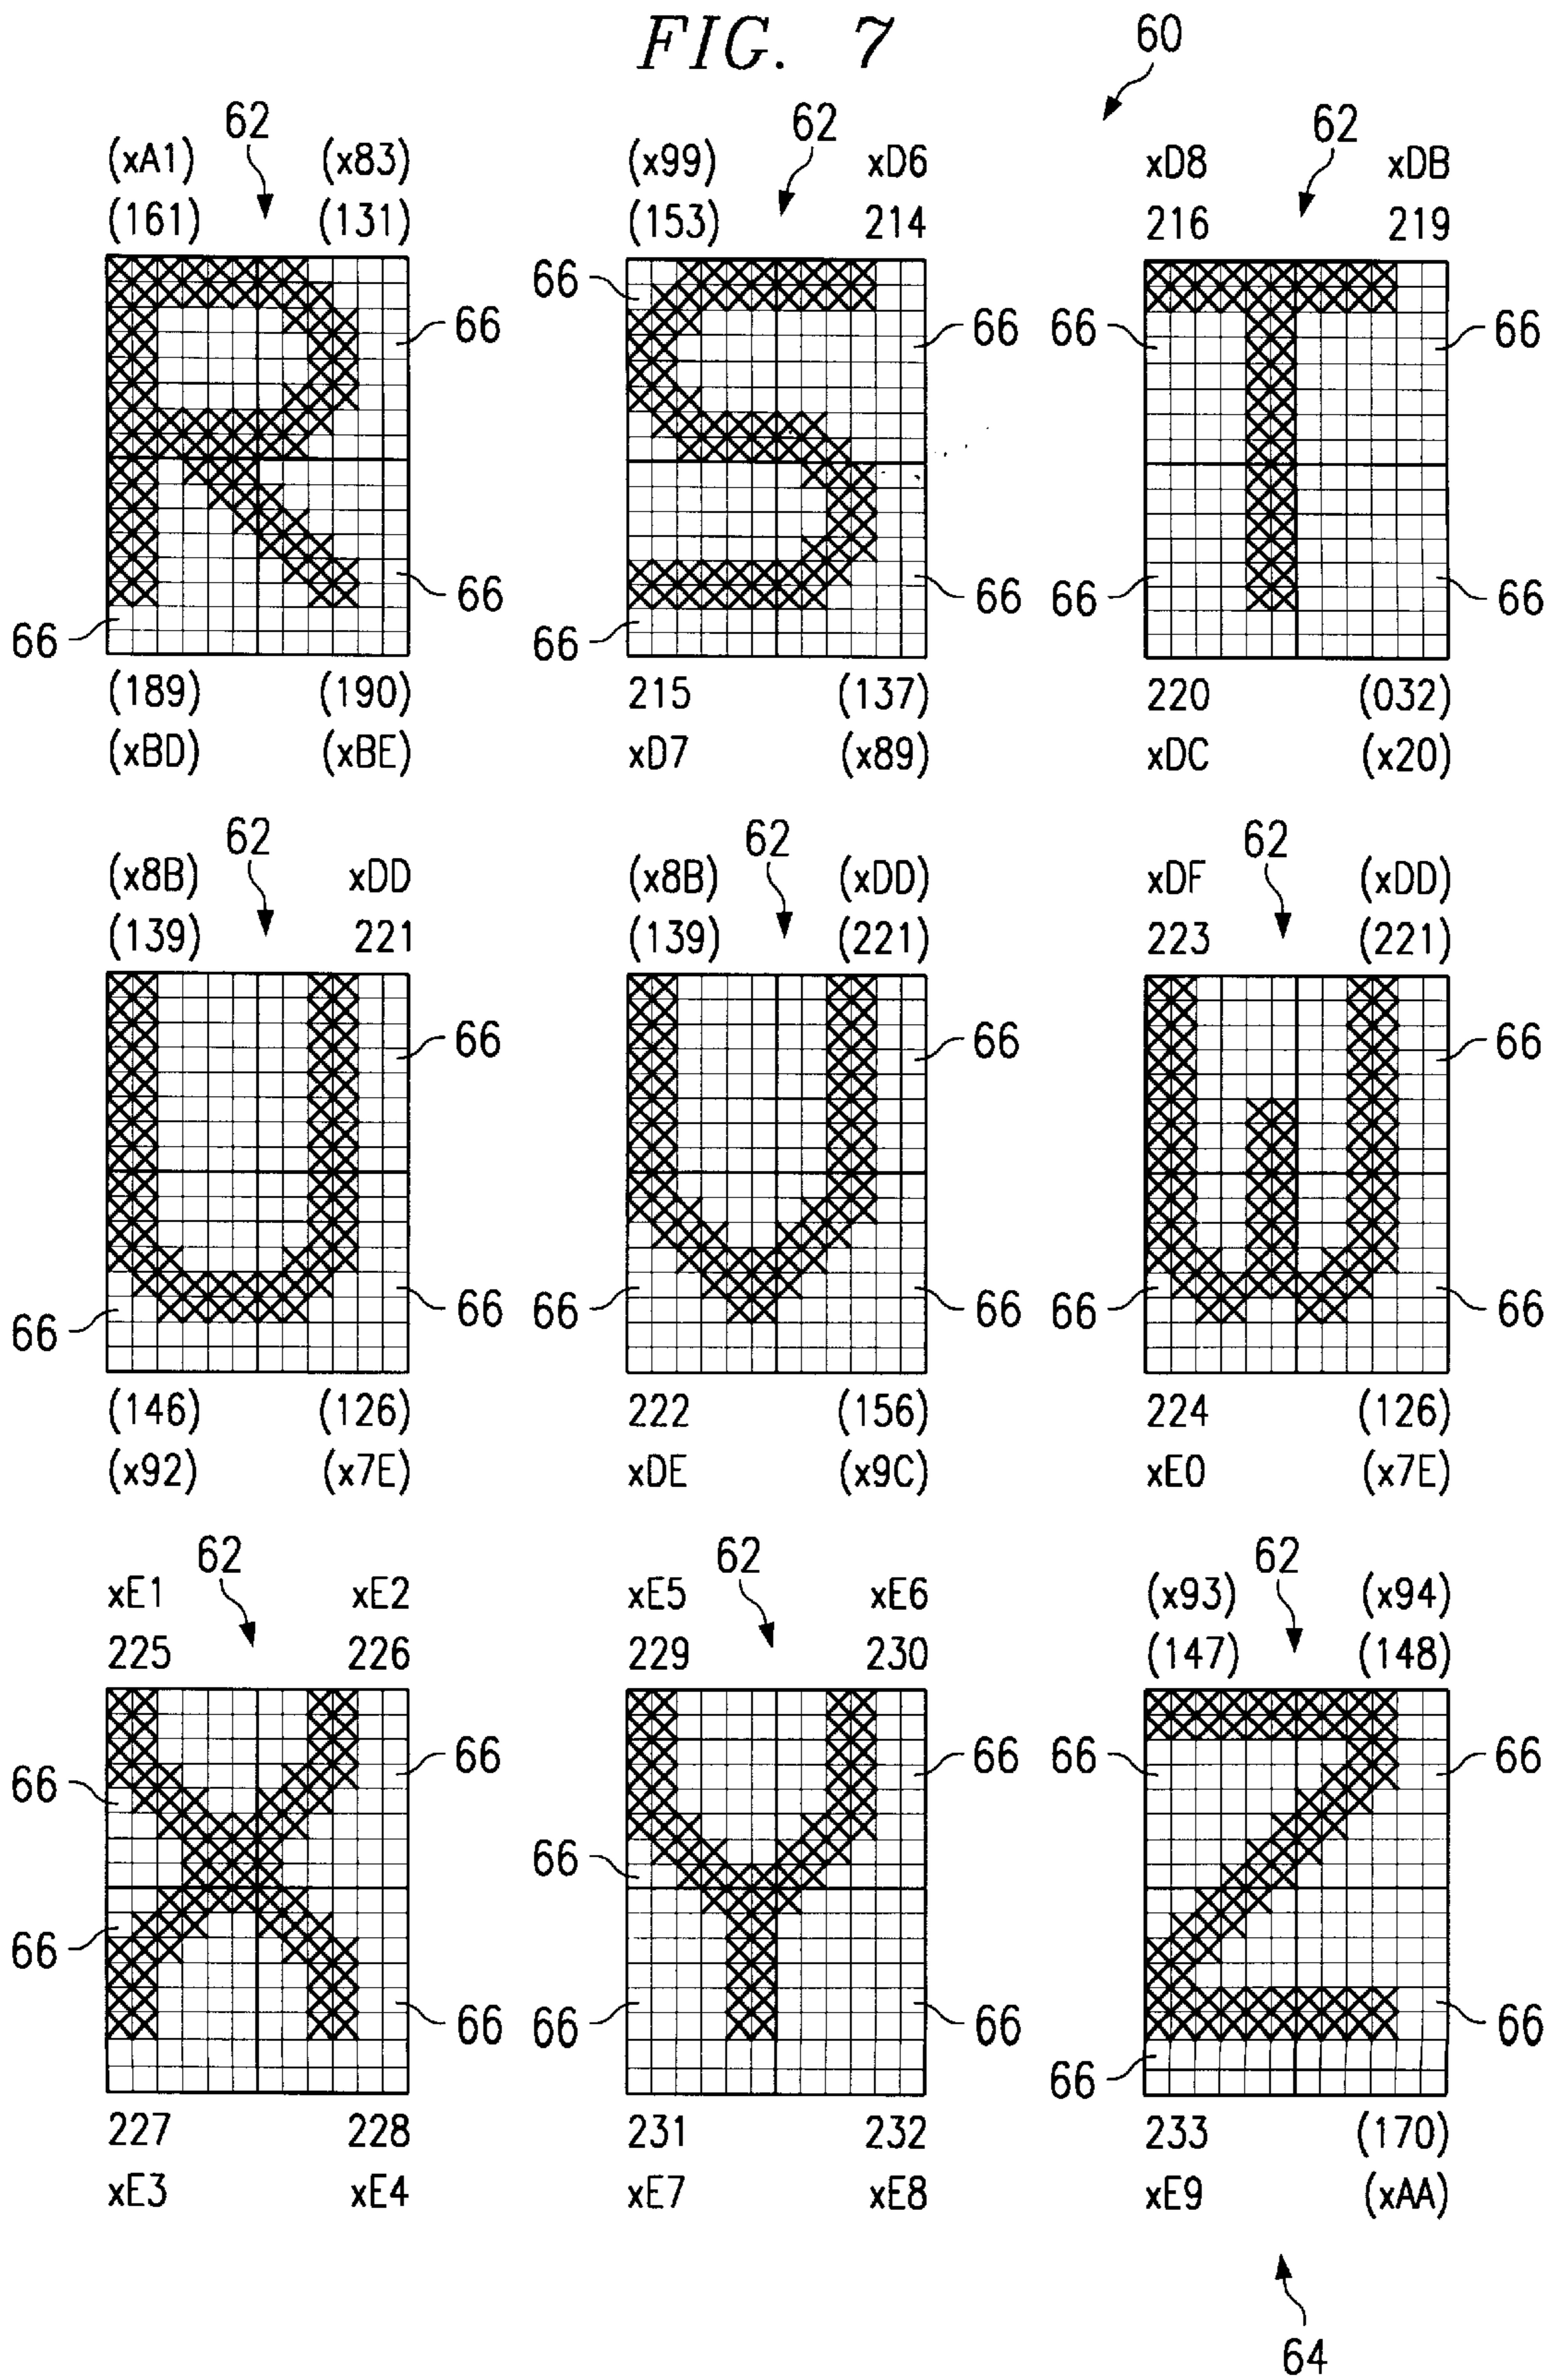 FIG. 7
60
62 62 62
(xA1) (x83) (x99) xD6 xD8 xDB
(161) (131) (153) 214 216 219
66
66 66 66 66
66 66 66 66
66 66
(189) (190) 215 (137) 220 (032)
(xBD) (xBE) xD7 (x89) xDC (x20)
62 62 62
(x8B) xDD (x8B) (xDD) xDF (xDD)
(139) 221 (139) (221) 223 (221)
66 66 66
66 66 66 66 66
66
(146) (126) 222 (156) 224 (126)
(x92) (x7E) xDE (x9C) xE0 (x7E)
62 62 62
xE1 xE2 xE5 xE6 (x93) (x94)
225 226 229 230 (147) (148)
66 66 66 66
66
66
66
66 66 66 66
66
227 228 231 232 233 (170)
xE3 xE4 xE7 xE8 xE9 (xAA)
64